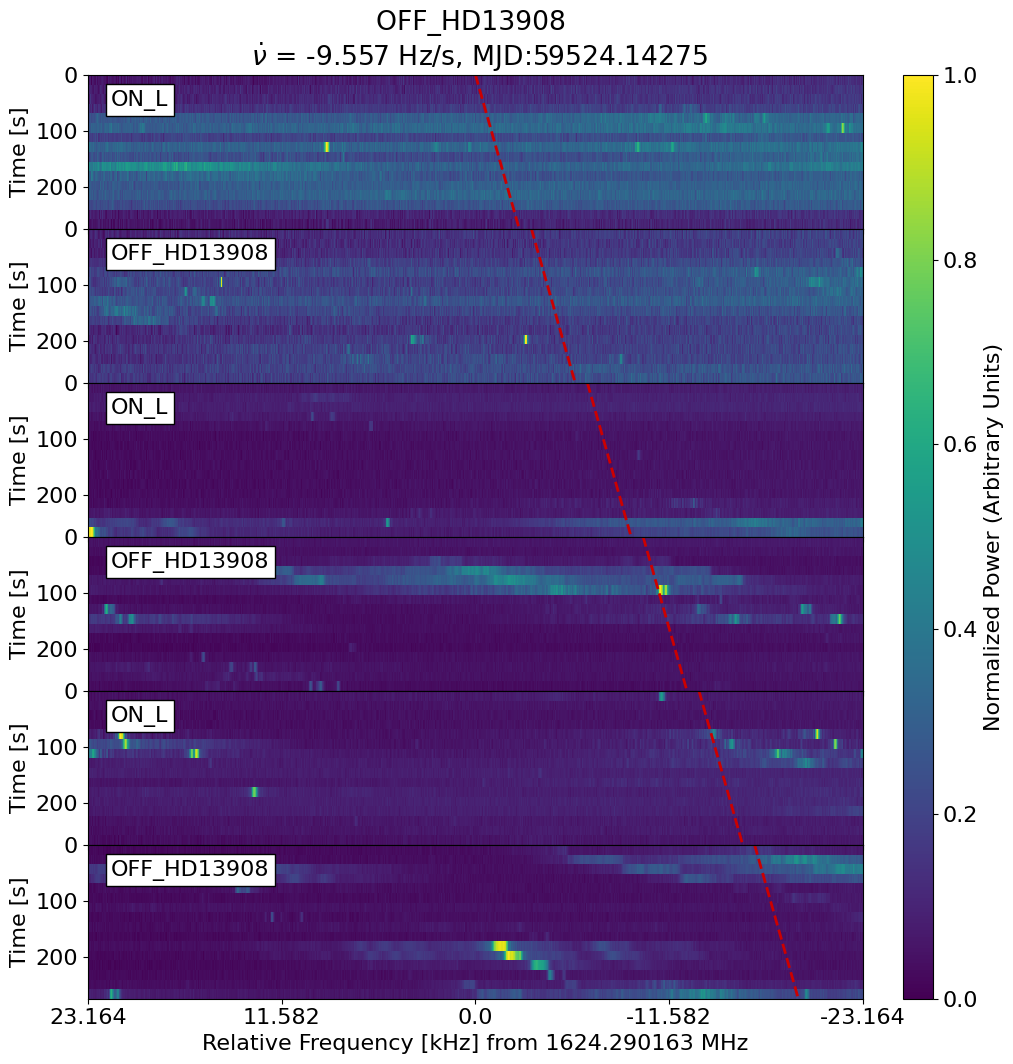 OFF_HD13908
ν̇ = -9.557 Hz/s, MJD:59524.14275
0
ON_L
100
200
Time [s]
0
OFF_HD13908
100
200
Time [s]
0
ON_L
100
200
Time [s]
0
OFF_HD13908
100
200
Time [s]
0
ON_L
100
200
Time [s]
0
OFF_HD13908
100
200
Time [s]
23.164 11.582 0.0 -11.582 -23.164
Relative Frequency [kHz] from 1624.290163 MHz
1.0
0.8
0.6
0.4
0.2
0.0
Normalized Power (Arbitrary Units)